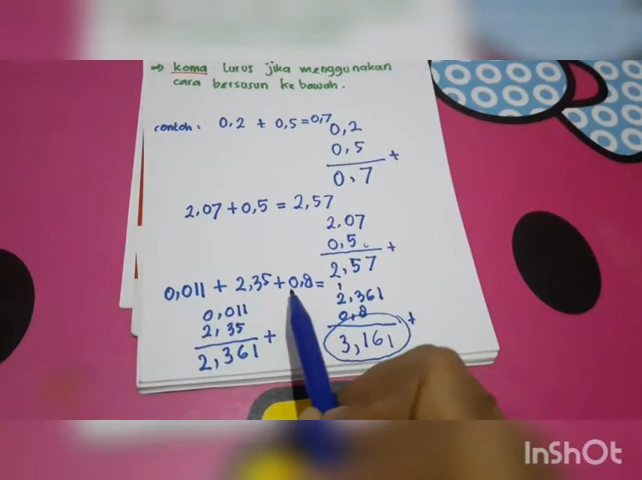 → Koma lurus jika menggunakan
cara bersusun kebawah.
contoh: 0,2 + 0,5 = 0,7
0,2
0,5
+
0,7
2,07 + 0,5 = 2,57
2,07
0,5
+
2,57
0,011 + 2,35 + 0,8 =
0,011
2,35
+
2,361
1
2,361
0,8
+
3,161
InShOt